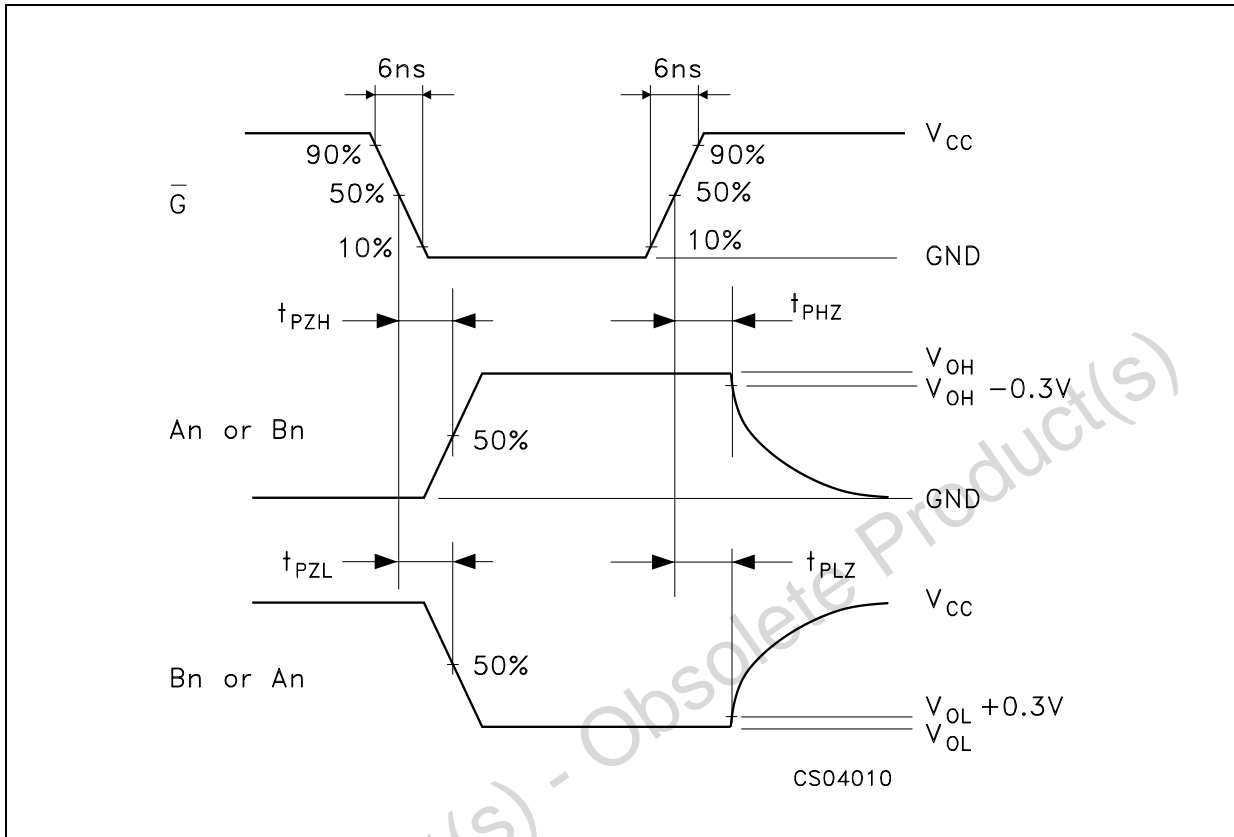 6ns 6ns
V_CC
90% 90%
G̅
50% 50%
10% 10%
GND
t_PZH t_PHZ
V_OH
V_OH −0.3V
An or Bn
50%
GND
t_PZL t_PLZ
V_CC
50%
Bn or An
V_OL +0.3V
V_OL
CS04010
(s) - Obsolete Product(s)